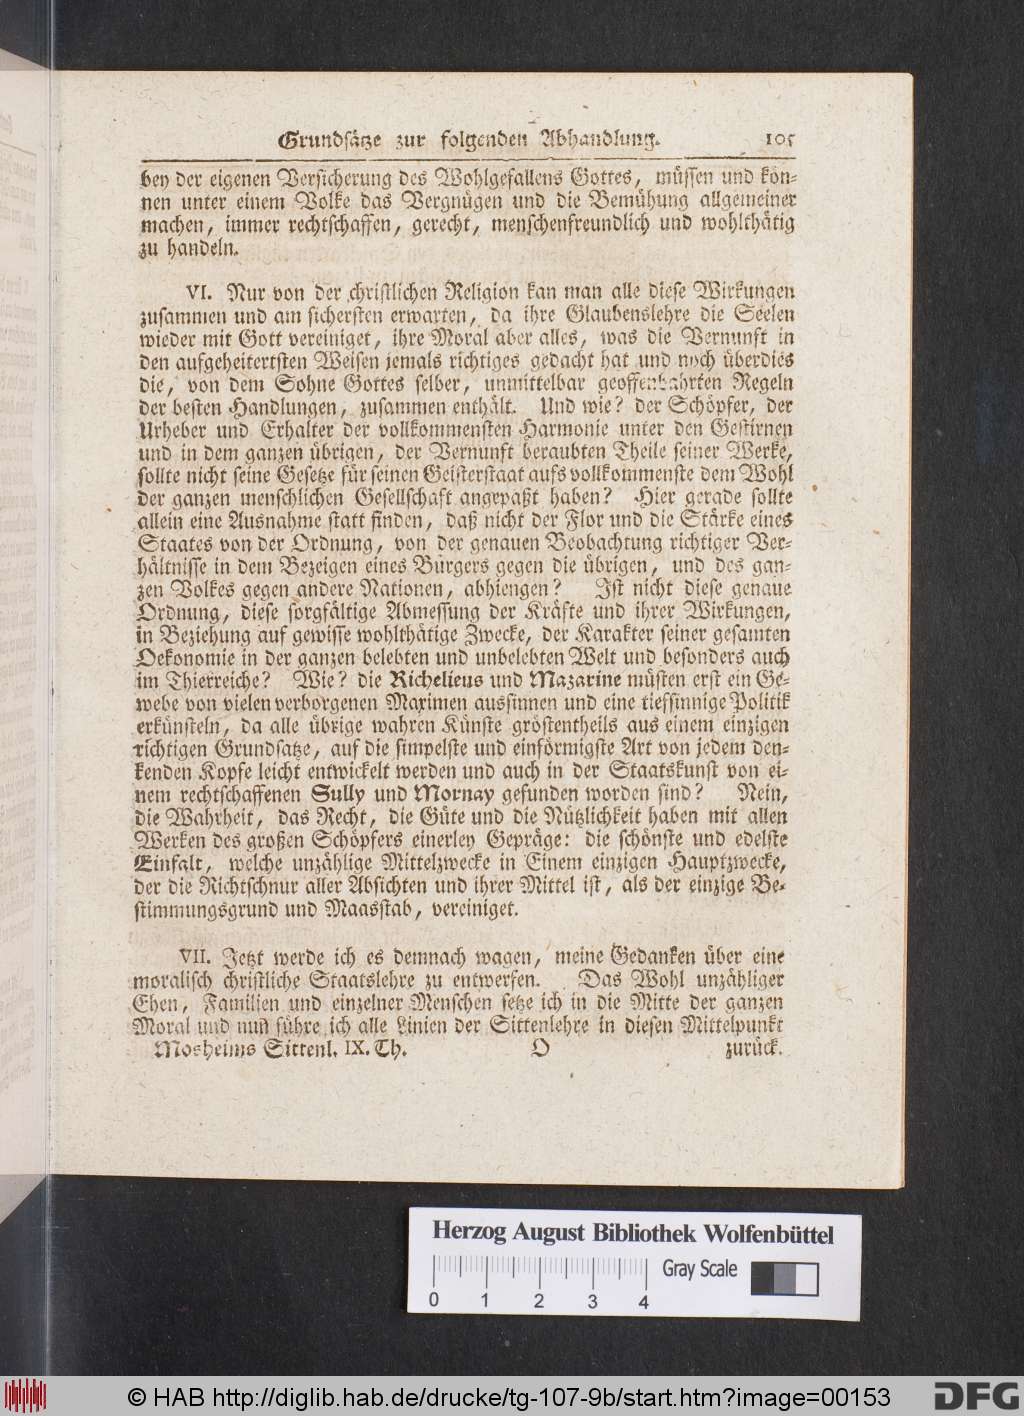 Grundsätze zur folgenden Abhandlung. 105
bey der eigenen Versicherung des Wohlgefallens Gottes, müssen und kön-
nen unter einem Volke das Vergnügen und die Bemühung allgemeiner
machen, immer rechtschaffen, gerecht, menschenfreundlich und wohlthätig
zu handeln.
VI. Nur von der christlichen Religion kan man alle diese Wirkungen
zusammen und am sichersten erwarten, da ihre Glaubenslehre die Seelen
wieder mit Gott vereiniget, ihre Moral aber alles, was die Vernunft in
den aufgeheitertsten Weisen jemals richtiges gedacht hat und noch überdies
die, von dem Sohne Gottes selber, unmittelbar geoffenbahrten Regeln
der besten Handlungen, zusammen enthält. Und wie? der Schöpfer, der
Urheber und Erhalter der vollkommensten Harmonie unter den Gestirnen
und in dem ganzen übrigen, der Vernunft beraubten Theile seiner Werke,
sollte nicht seine Gesetze für seinen Geisterstaat aufs vollkommenste dem Wohl
der ganzen menschlichen Gesellschaft angepaßt haben? Hier gerade sollte
allein eine Ausnahme statt finden, daß nicht der Flor und die Stärke eines
Staates von der Ordnung, von der genauen Beobachtung richtiger Ver-
hältnisse in dem Bezeigen eines Bürgers gegen die übrigen, und des gan-
zen Volkes gegen andere Nationen, abhiengen? Ist nicht diese genaue
Ordnung, diese sorgfältige Abmessung der Kräfte und ihrer Wirkungen,
in Beziehung auf gewisse wohlthätige Zwecke, der Karakter seiner gesamten
Oekonomie in der ganzen belebten und unbelebten Welt und besonders auch
im Thierreiche? Wie? die Richelieus und Mazarine müsten erst ein Ge-
webe von vielen verborgenen Maximen aussinnen und eine tiefsinnige Politik
erkünsteln, da alle übrige wahren Künste gröstentheils aus einem einzigen
richtigen Grundsatze, auf die simpelste und einförmigste Art von jedem den-
kenden Kopfe leicht entwickelt werden und auch in der Staatskunst von ei-
nem rechtschaffenen Sully und Mornay gefunden worden sind? Nein,
die Wahrheit, das Recht, die Güte und die Nützlichkeit haben mit allen
Werken des großen Schöpfers einerley Gepräge: die schönste und edelste
Einfalt, welche unzählige Mittelzwecke in Einem einzigen Hauptzwecke,
der die Richtschnur aller Absichten und ihrer Mittel ist, als der einzige Be-
stimmungsgrund und Maasstab, vereiniget.
VII. Jetzt werde ich es demnach wagen, meine Gedanken über eine
moralisch christliche Staatslehre zu entwerfen. Das Wohl unzähliger
Ehen, Familien und einzelner Menschen setze ich in die Mitte der ganzen
Moral und nun führe ich alle Linien der Sittenlehre in diesen Mittelpunkt
Mosheims Sittenl. IX. Th. O zurück.
Herzog August Bibliothek Wolfenbüttel
Gray Scale
0 1 2 3 4
© HAB http://diglib.hab.de/drucke/tg-107-9b/start.htm?image=00153
DFG